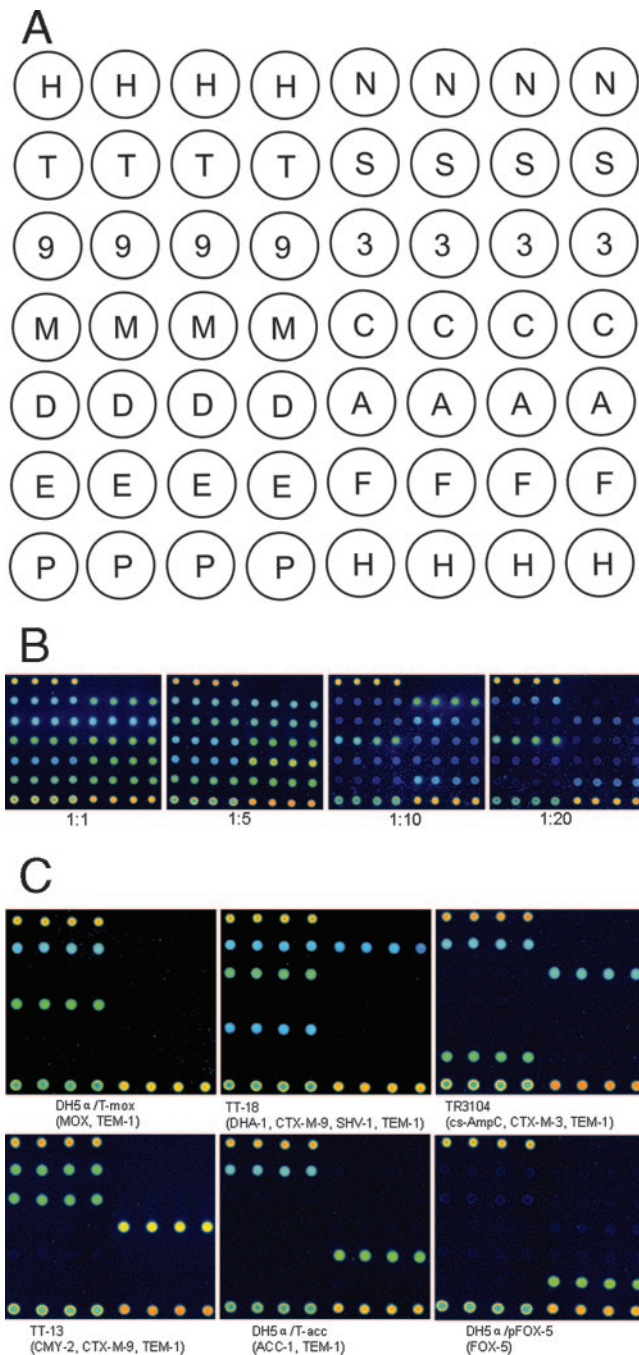 A
H H H H N N N N
T T T T S S S S
9 9 9 9 3 3 3 3
M M M M C C C C
D D D D A A A A
E E E E F F F F
P P P P H H H H
B
1:1 1:5 1:10 1:20
C
DH5α/T-mox
(MOX, TEM-1)
TT-18
(DHA-1, CTX-M-9, SHV-1, TEM-1)
TR3104
(cs-AmpC, CTX-M-3, TEM-1)
TT-13
(CMY-2, CTX-M-9, TEM-1)
DH5α/T-acc
(ACC-1, TEM-1)
DH5α/pFOX-5
(FOX-5)